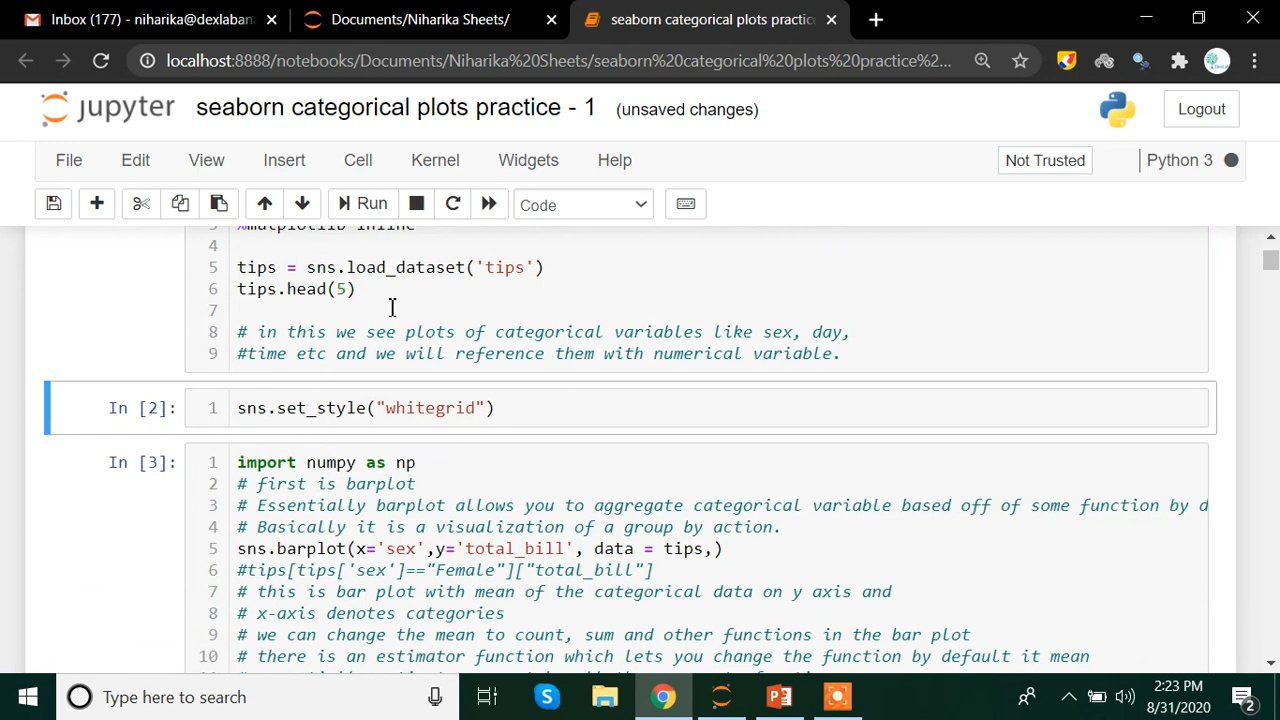 Inbox (177) - niharika@dexlabana
Documents/Niharika Sheets/
seaborn categorical plots practice
localhost:8888/notebooks/Documents/Niharika%20Sheets/seaborn%20categorical%20plots%20practice%2...
jupyter
seaborn categorical plots practice - 1
(unsaved changes)
Logout
File
Edit
View
Insert
Cell
Kernel
Widgets
Help
Not Trusted
Python 3
Run
Code
3 %matplotlib inline
4
5 tips = sns.load_dataset('tips')
6 tips.head(5)
7
8 # in this we see plots of categorical variables like sex, day,
9 #time etc and we will reference them with numerical variable.
In [2]:
1 sns.set_style("whitegrid")
In [3]:
1 import numpy as np
2 # first is barplot
3 # Essentially barplot allows you to aggregate categorical variable based off of some function by d
4 # Basically it is a visualization of a group by action.
5 sns.barplot(x='sex',y='total_bill', data = tips,)
6 #tips[tips['sex']=="Female"]["total_bill"]
7 # this is bar plot with mean of the categorical data on y axis and
8 # x-axis denotes categories
9 # we can change the mean to count, sum and other functions in the bar plot
10 # there is an estimator function which lets you change the function by default it mean
Type here to search
2:23 PM
8/31/2020
2